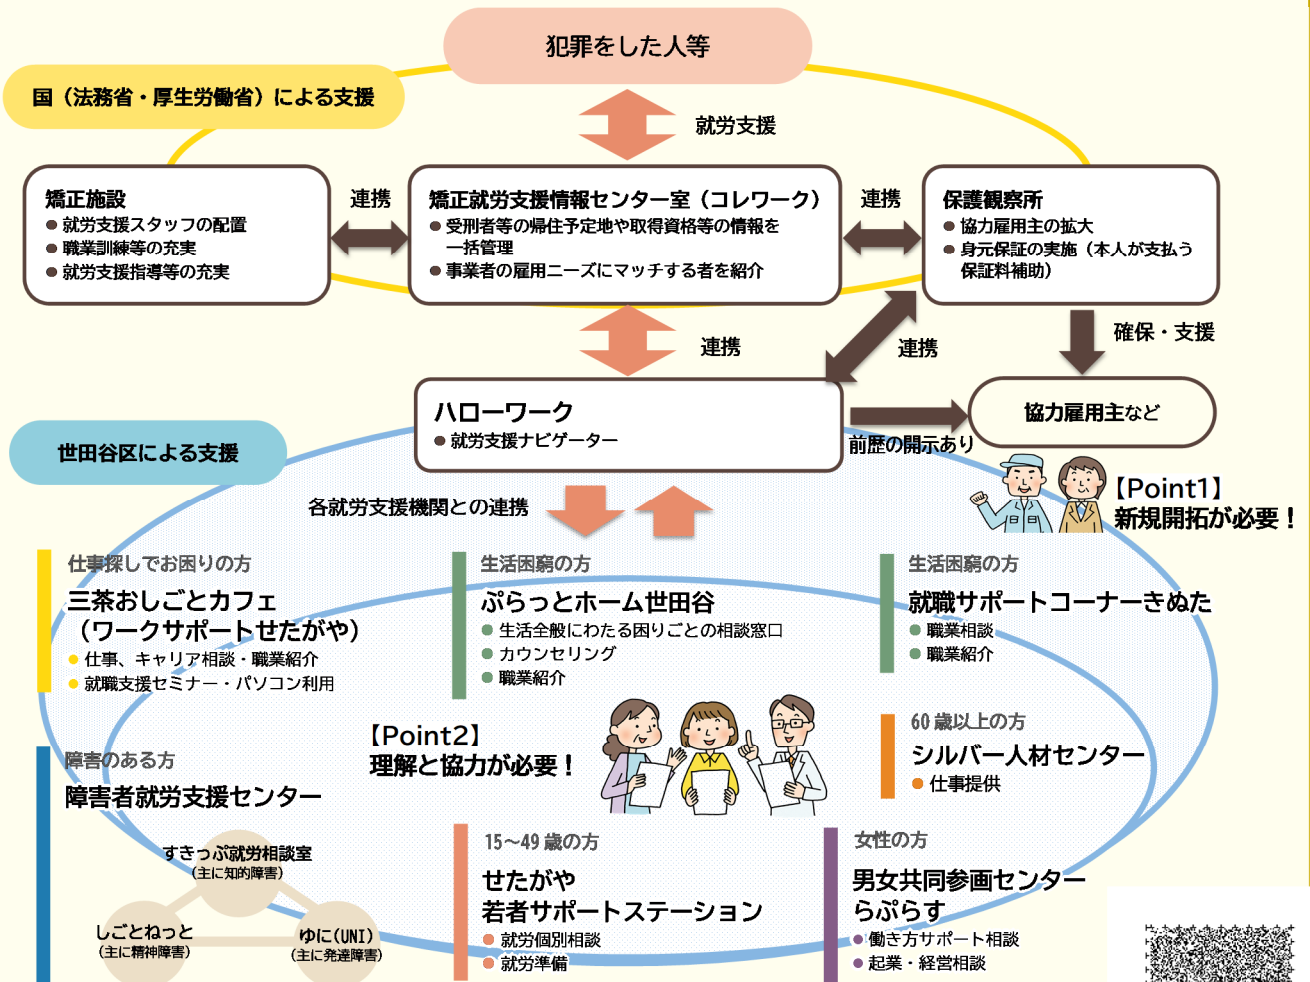 犯罪をした人等
国（法務省・厚生労働省）による支援
就労支援
矯正施設
● 就労支援スタッフの配置
● 職業訓練等の充実
● 就労支援指導等の充実
連携
矯正就労支援情報センター室（コレワーク）
● 受刑者等の帰住予定地や取得資格等の情報を
一括管理
● 事業者の雇用ニーズにマッチする者を紹介
連携
保護観察所
● 協力雇用主の拡大
● 身元保証の実施（本人が支払う
保証料補助）
連携
連携
確保・支援
ハローワーク
● 就労支援ナビゲーター
前歴の開示あり
協力雇用主など
世田谷区による支援
各就労支援機関との連携
【Point1】
新規開拓が必要！
仕事探しでお困りの方
三茶おしごとカフェ
（ワークサポートせたがや）
● 仕事、キャリア相談・職業紹介
● 就職支援セミナー・パソコン利用
生活困窮の方
ぷらっとホーム世田谷
● 生活全般にわたる困りごとの相談窓口
● カウンセリング
● 職業紹介
生活困窮の方
就職サポートコーナーきぬた
● 職業相談
● 職業紹介
【Point2】
理解と協力が必要！
60 歳以上の方
シルバー人材センター
● 仕事提供
障害のある方
障害者就労支援センター
すきっぷ就労相談室
（主に知的障害）
しごとねっと
（主に精神障害）
ゆに(UNI)
（主に発達障害）
15～49 歳の方
せたがや
若者サポートステーション
● 就労個別相談
● 就労準備
女性の方
男女共同参画センター
らぷらす
● 働き方サポート相談
● 起業・経営相談